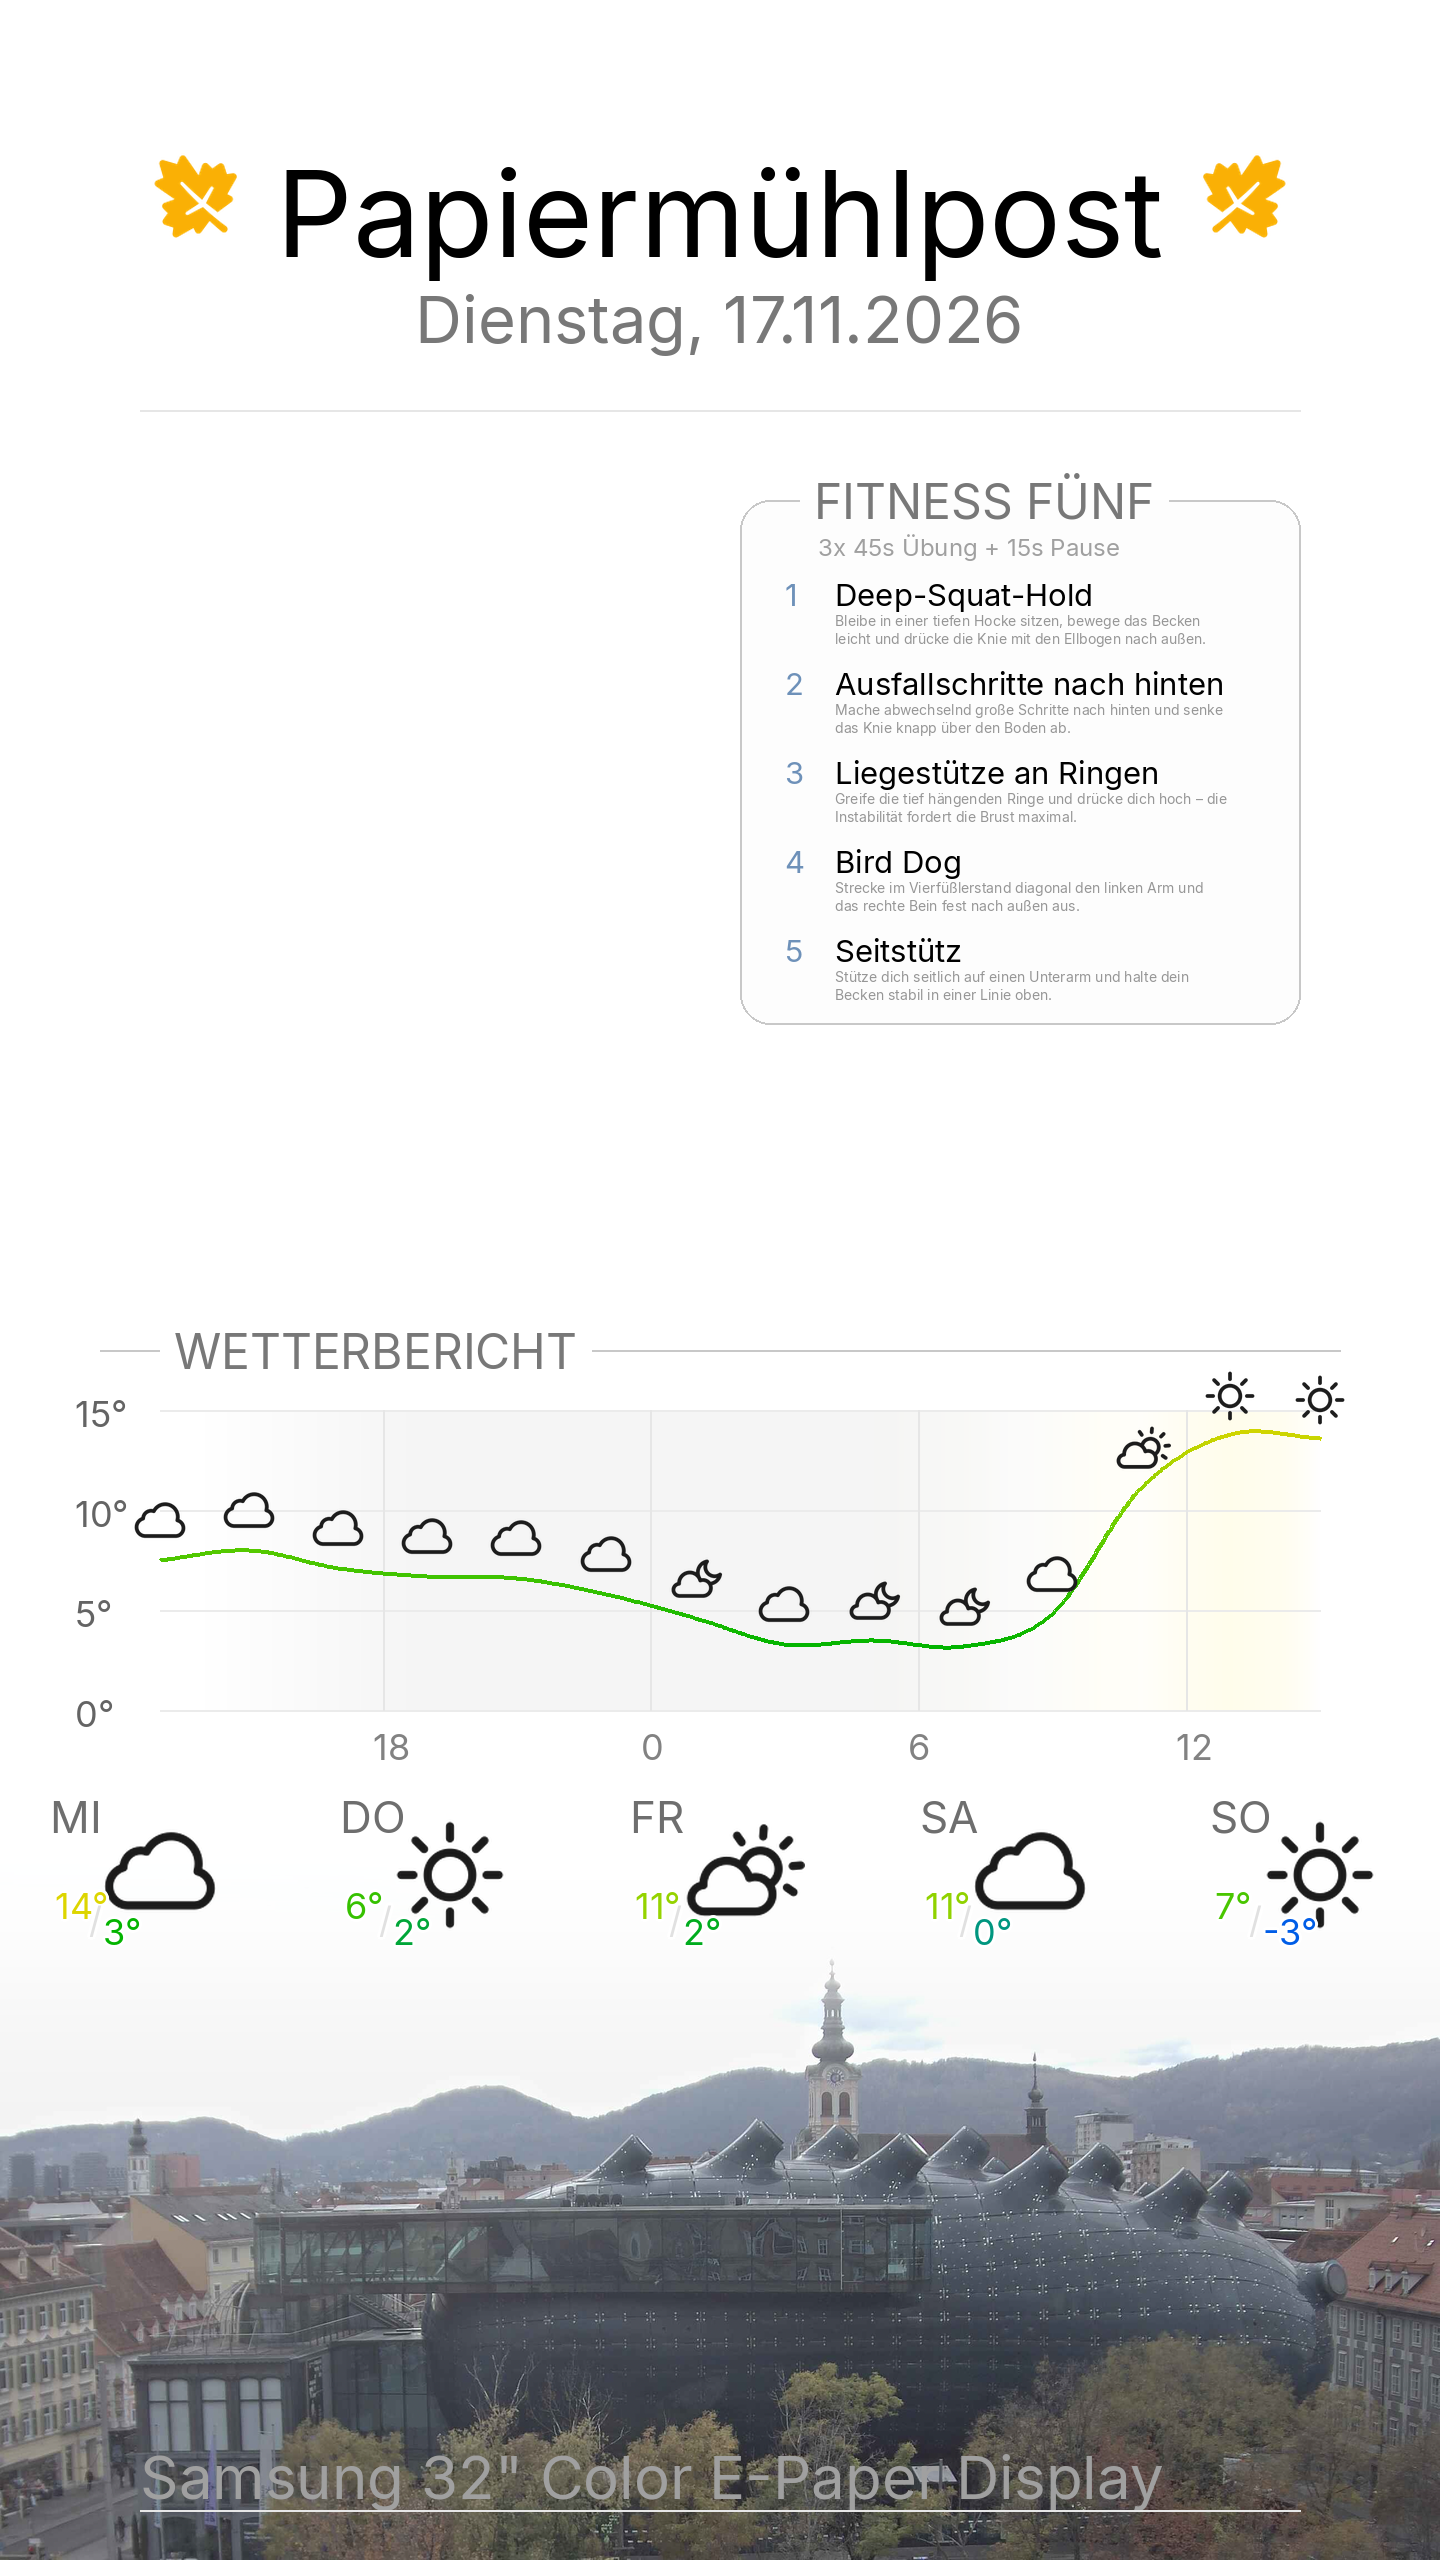 Papiermühlpost
Dienstag, 17.11.2026
FITNESS FÜNF
3x 45s Übung + 15s Pause
1 Deep-Squat-Hold
Bleibe in einer tiefen Hocke sitzen, bewege das Becken
leicht und drücke die Knie mit den Ellbogen nach außen.
2 Ausfallschritte nach hinten
Mache abwechselnd große Schritte nach hinten und senke
das Knie knapp über den Boden ab.
3 Liegestütze an Ringen
Greife die tief hängenden Ringe und drücke dich hoch – die
Instabilität fordert die Brust maximal.
4 Bird Dog
Strecke im Vierfüßlerstand diagonal den linken Arm und
das rechte Bein fest nach außen aus.
5 Seitstütz
Stütze dich seitlich auf einen Unterarm und halte dein
Becken stabil in einer Linie oben.
WETTERBERICHT
15°
10°
5°
0°
18 0 6 12
MI DO FR SA SO
14°/3° 6°/2° 11°/2° 11°/0° 7°/-3°
Samsung 32" Color E-Paper Display